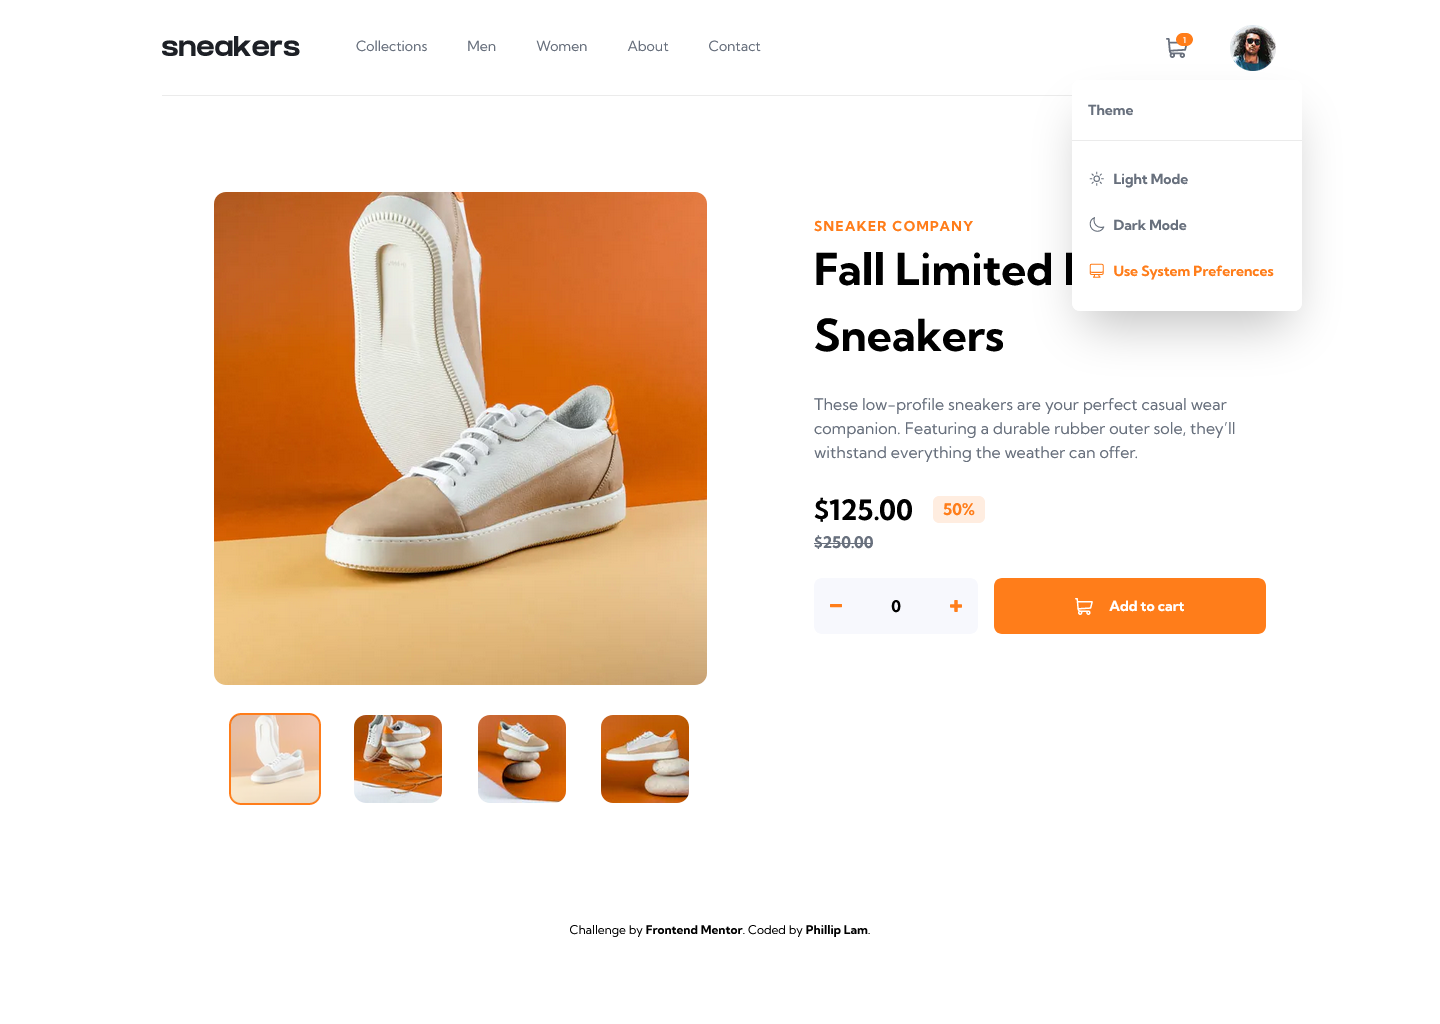 sneakers
Collections
Men
Women
About
Contact
1
Theme
Light Mode
Dark Mode
Use System Preferences
SNEAKER COMPANY
Fall Limited
Sneakers
These low-profile sneakers are your perfect casual wear
companion. Featuring a durable rubber outer sole, they’ll
withstand everything the weather can offer.
$125.00
50%
$250.00
0
Add to cart
Challenge by Frontend Mentor. Coded by Phillip Lam.